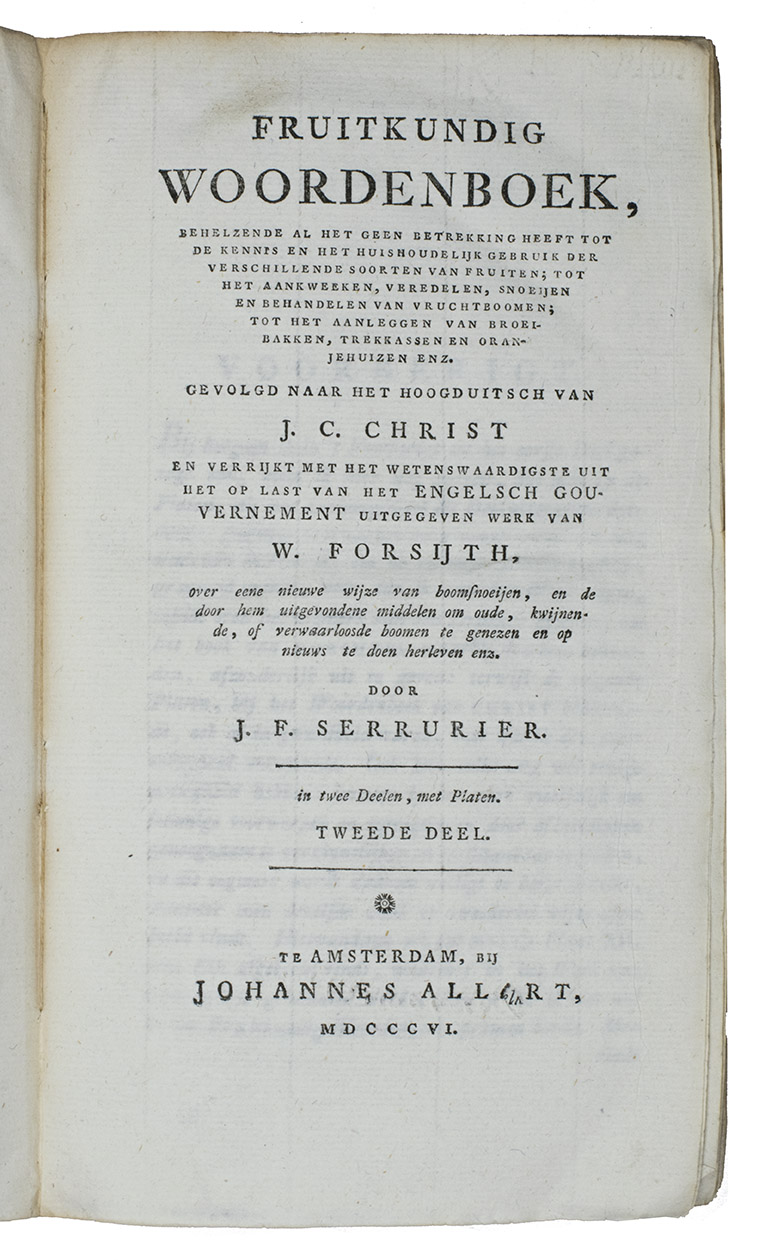 FRUITKUNDIG
WOORDENBOEK,
BEHELZENDE AL HET GEEN BETREKKING HEEFT TOT
DE KENNIS EN HET HUISHOUDELIJK GEBRUIK DER
VERSCHILLENDE SOORTEN VAN FRUITEN; TOT
HET AANKWEEKEN, VEREDELEN, SNOEIJEN
EN BEHANDELEN VAN VRUCHTBOOMEN;
TOT HET AANLEGGEN VAN BROEI-
BAKKEN, TREKKASSEN EN ORAN-
JEHUIZEN ENZ.
GEVOLGD NAAR HET HOOGDUITSCH VAN
J. C. CHRIST
EN VERRIJKT MET HET WETENSWAARDIGSTE UIT
HET OP LAST VAN HET ENGELSCH GOU-
VERNEMENT UITGEGEVEN WERK VAN
W. FORSIJTH,
over eene nieuwe wijze van boomſnoeijen, en de
door hem uitgevondene middelen om oude, kwijnen-
de, of verwaarloosde boomen te genezen en op
nieuws te doen herleven enz.
DOOR
J. F. SERRURIER.
in twee Deelen, met Platen.
TWEEDE DEEL.
TE AMSTERDAM, BIJ
JOHANNES ALLART,
MDCCCVI.